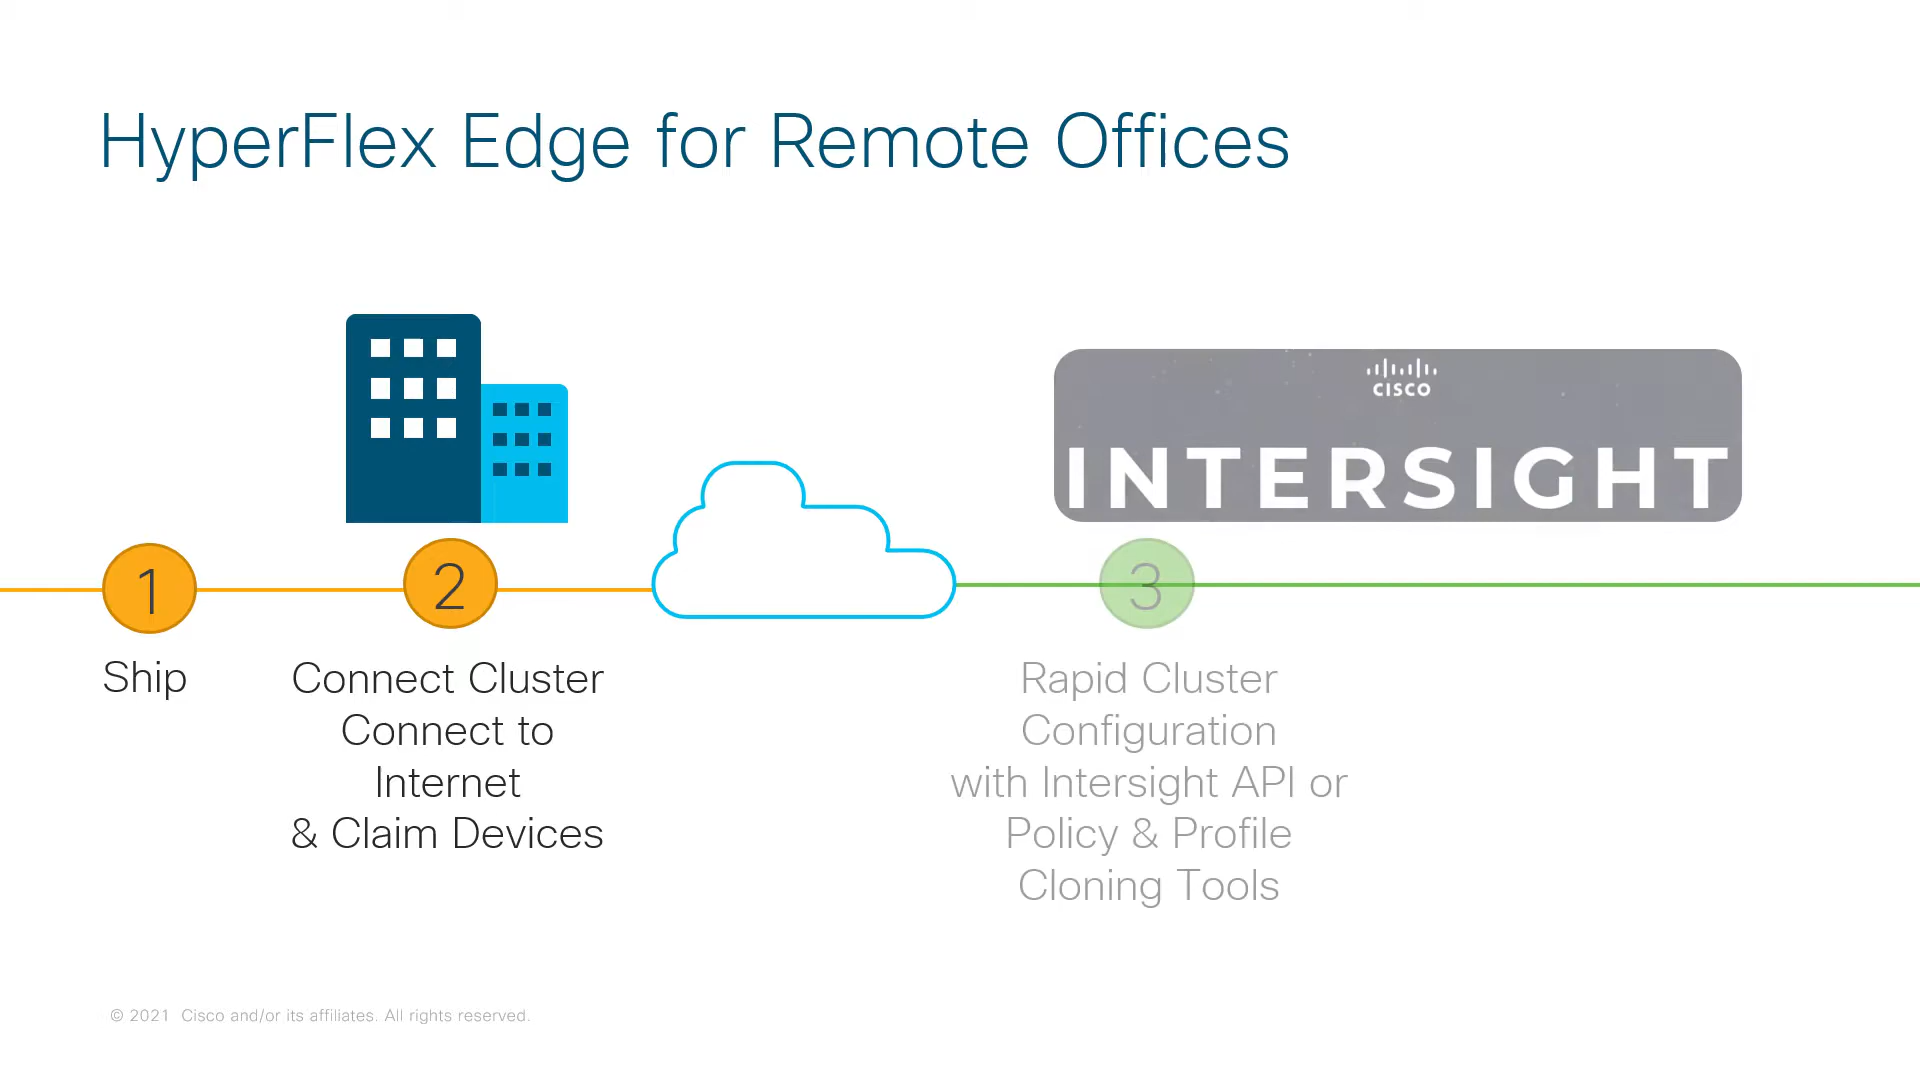 HyperFlex Edge for Remote Offices
CISCO
INTERSIGHT
1
Ship
2
Connect Cluster
Connect to
Internet
& Claim Devices
3
Rapid Cluster
Configuration
with Intersight API or
Policy & Profile
Cloning Tools
© 2021 Cisco and/or its affiliates. All rights reserved.